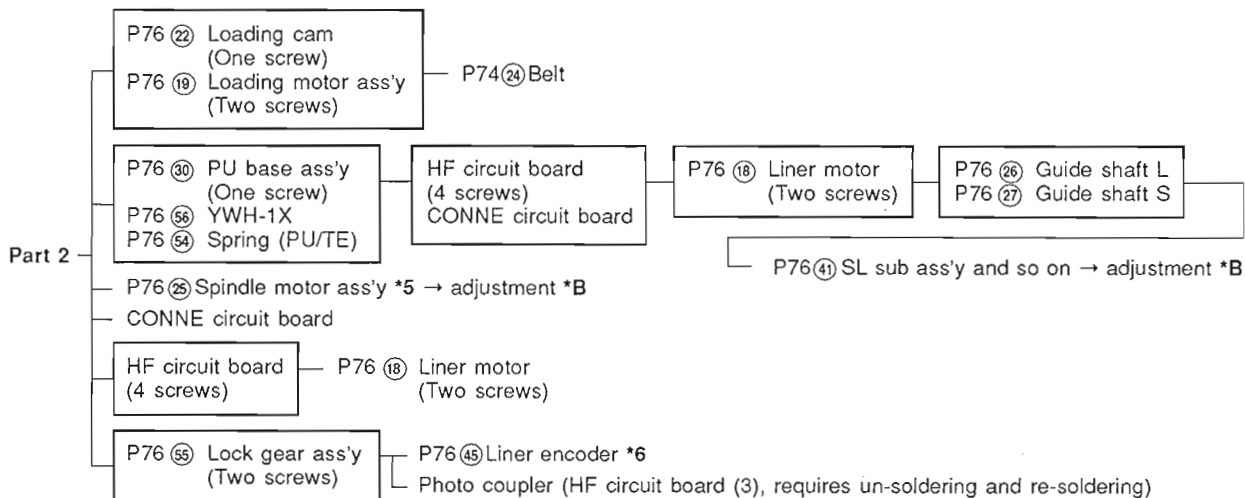 P76 ㉒ Loading cam
(One screw)
P76 ⑲ Loading motor ass'y
(Two screws)
P74 ㉔ Belt
P76 ㉚ PU base ass'y
(One screw)
P76 56 YWH-1X
P76 54 Spring (PU/TE)
HF circuit board
(4 screws)
CONNE circuit board
P76 ⑱ Liner motor
(Two screws)
P76 ㉖ Guide shaft L
P76 ㉗ Guide shaft S
P76 ㊶ SL sub ass'y and so on → adjustment *B
Part 2
P76 ㉕ Spindle motor ass'y *5 → adjustment *B
CONNE circuit board
HF circuit board
(4 screws)
P76 ⑱ Liner motor
(Two screws)
P76 55 Lock gear ass'y
(Two screws)
P76 ㊺ Liner encoder *6
Photo coupler (HF circuit board (3), requires un-soldering and re-soldering)